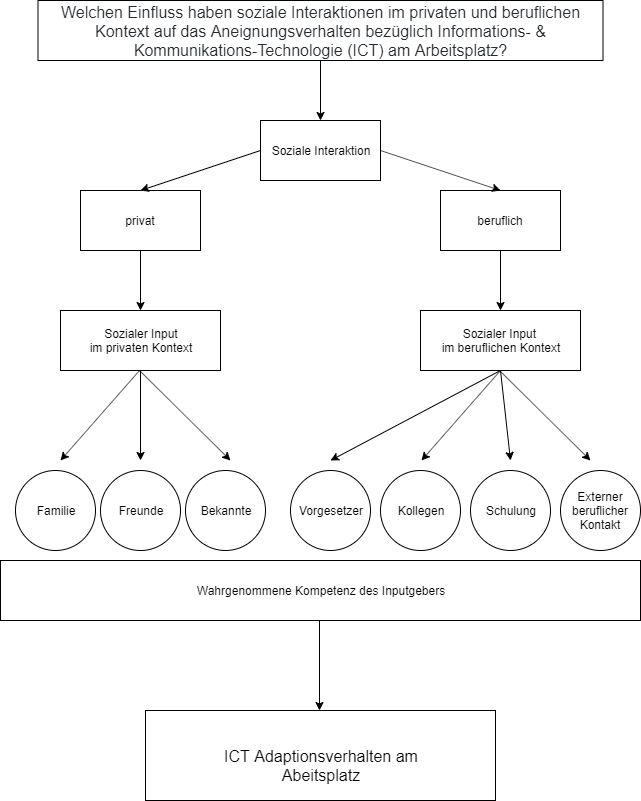 Welchen Einfluss haben soziale Interaktionen im privaten und beruflichen
Kontext auf das Aneignungsverhalten bezüglich Informations- &
Kommunikations-Technologie (ICT) am Arbeitsplatz?
Soziale Interaktion
privat
beruflich
Sozialer Input
im privaten Kontext
Sozialer Input
im beruflichen Kontext
Familie
Freunde
Bekannte
Vorgesetzer
Kollegen
Schulung
Externer
beruflicher
Kontakt
Wahrgenommene Kompetenz des Inputgebers
ICT Adaptionsverhalten am
Abeitsplatz